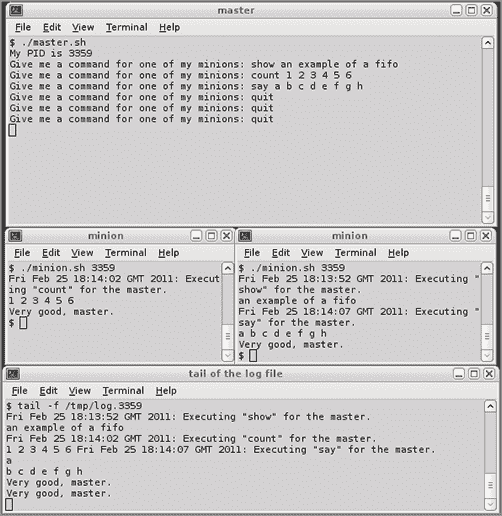 master
File Edit View Terminal Help
$ ./master.sh
My PID is 3359
Give me a command for one of my minions: show an example of a fifo
Give me a command for one of my minions: count 1 2 3 4 5 6
Give me a command for one of my minions: say a b c d e f g h
Give me a command for one of my minions: quit
Give me a command for one of my minions: quit
Give me a command for one of my minions: quit
minion
File Edit View Terminal Help
$ ./minion.sh 3359
Fri Feb 25 18:14:02 GMT 2011: Execut
ing "count" for the master.
1 2 3 4 5 6
Very good, master.
$
minion
File Edit View Terminal Help
$ ./minion.sh 3359
Fri Feb 25 18:13:52 GMT 2011: Executing "
show" for the master.
an example of a fifo
Fri Feb 25 18:14:07 GMT 2011: Executing "
say" for the master.
a b c d e f g h
Very good, master.
$
tail of the log file
File Edit View Terminal Help
$ tail -f /tmp/log.3359
Fri Feb 25 18:13:52 GMT 2011: Executing "show" for the master.
an example of a fifo
Fri Feb 25 18:14:02 GMT 2011: Executing "count" for the master.
1 2 3 4 5 6 Fri Feb 25 18:14:07 GMT 2011: Executing "say" for the master.
a
b c d e f g h
Very good, master.
Very good, master.